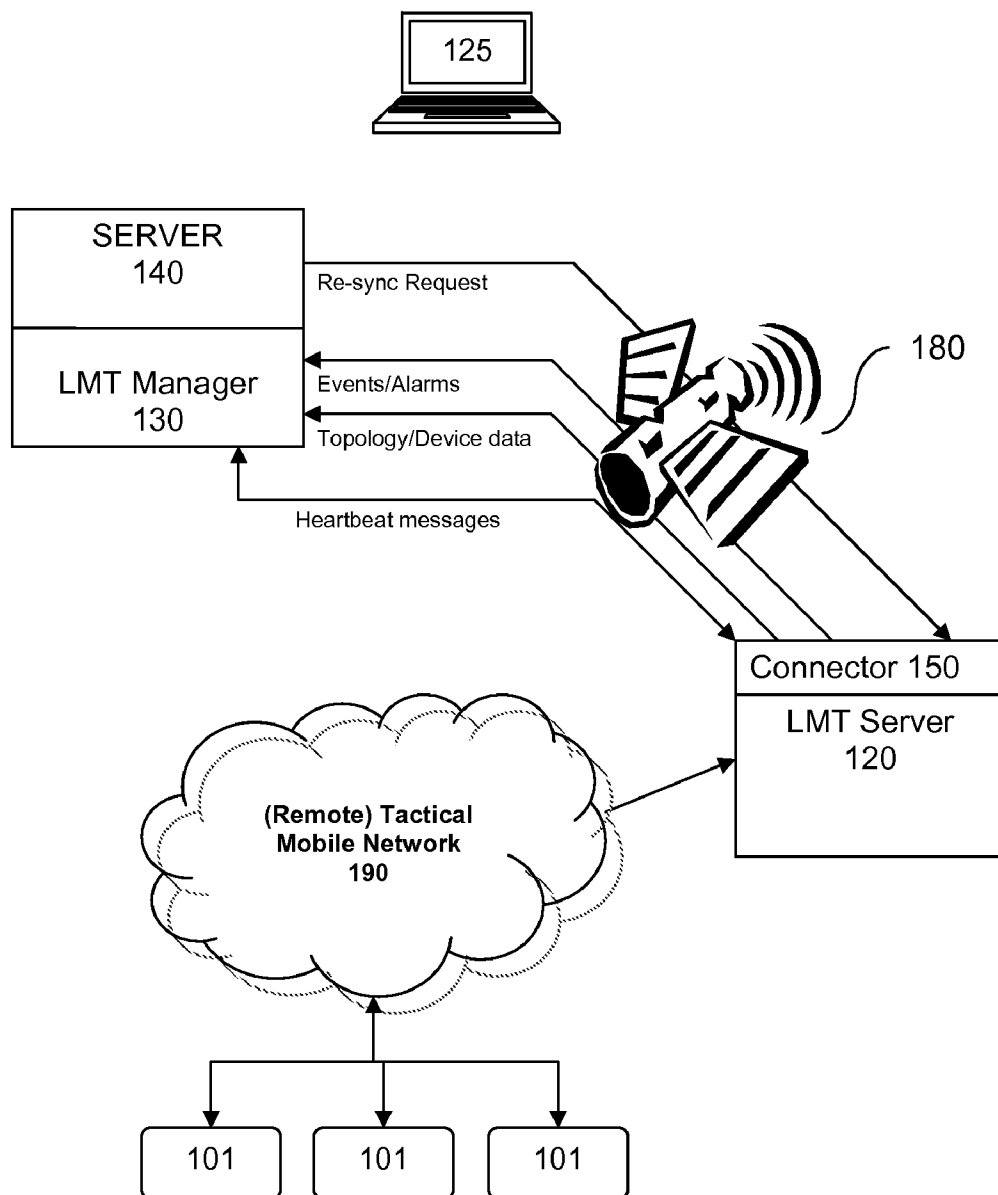 125
SERVER
140
Re-sync Request
180
LMT Manager
130
Events/Alarms
Topology/Device data
Heartbeat messages
Connector 150
LMT Server
120
(Remote) Tactical
Mobile Network
190
101
101
101